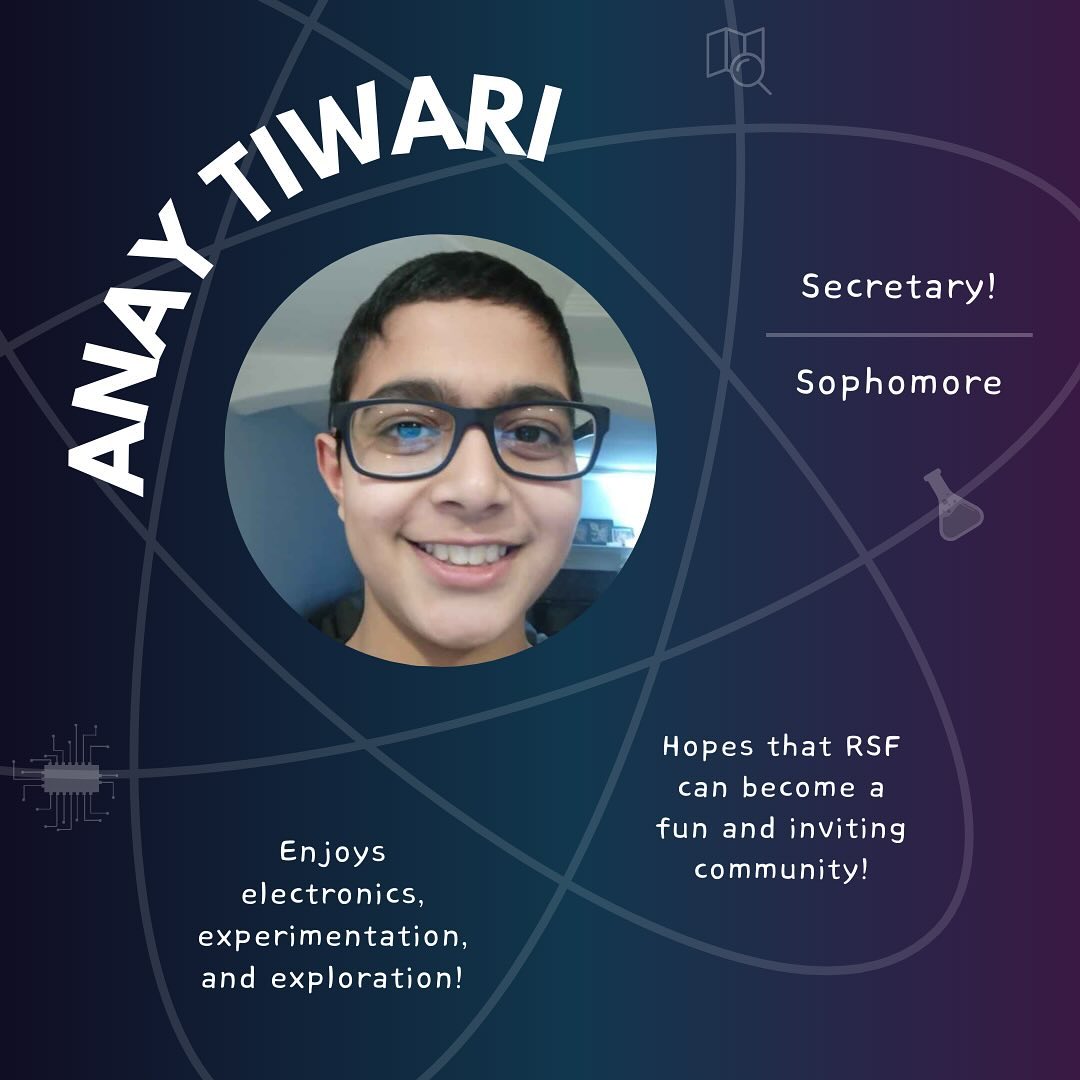 ANAY TIWARI
Secretary!
Sophomore
Hopes that RSF
can become a
fun and inviting
community!
Enjoys
electronics,
experimentation,
and exploration!